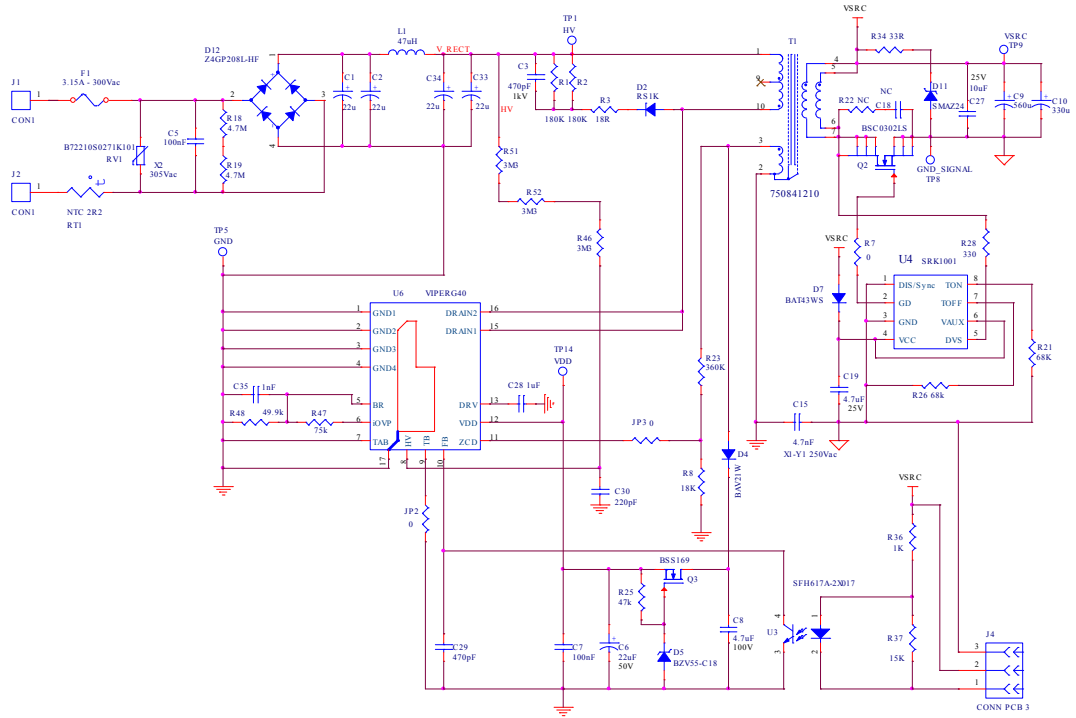 VSRC
R34 33R
VSRC
TP9
TP1
HV
L1
47uH
V_RECT
T1
D12
Z4GP208L-HF
J1
CON1
F1
3.15A - 300Vac
1
2
3
1
4
C1
22u
C2
22u
C34
22u
C33
22u
HV
C3
470pF
1kV
R1
R2
180K 180K
R3
18R
D2
RS1K
1
9
10
3
2
5
4
6
7
750841210
R22 NC
NC
C18
D11
SMAZ24
25V
10uF
C27
C9
560u
C10
330u
BSC0302LS
Q2
GND_SIGNAL
TP8
R18
4.7M
R19
4.7M
C5
100nF
B72210S0271K101
RV1
X2
305Vac
J2
CON1
1
NTC 2R2
RT1
R51
3M3
R52
3M3
R46
3M3
TP5
GND
VSRC
R7
0
R28
330
D7
BAT43WS
U4
SRK1001
1 DIS/Sync TON 8
2 GD TOFF 7
3 GND VAUX 6
4 VCC DVS 5
R21
68K
R26 68k
C19
4.7uF
25V
U6
VIPERG40
1 GND1 DRAIN2 16
2 GND2 DRAIN1 15
3 GND3
4 GND4
5 BR DRV 13
6 iOVP VDD 12
7 TAB ZCD 11
HV
TB
FB
17
8
9
10
C35
1nF
R48
49.9k
R47
75k
C28 1uF
TP14
VDD
JP3 0
R23
360K
R8
18K
D4
BAV21W
C15
4.7nF
X1-Y1 250Vac
C30
220pF
JP2
0
VSRC
R36
1K
R37
15K
BSS169
Q3
R25
47k
SFH617A-2X017
U3
4
3
1
2
C29
470pF
C7
100nF
C6
22uF
50V
D5
BZV55-C18
C8
4.7uF
100V
J4
3
2
1
CONN PCB 3